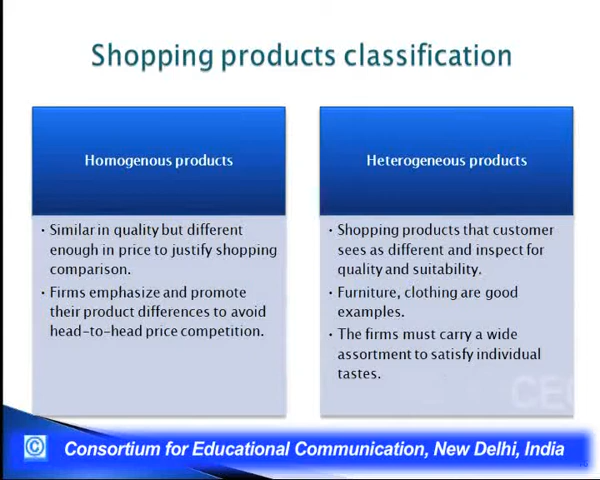 Shopping products classification
Homogenous products
• Similar in quality but different
enough in price to justify shopping
comparison.
• Firms emphasize and promote
their product differences to avoid
head-to-head price competition.
Heterogeneous products
• Shopping products that customer
sees as different and inspect for
quality and suitability.
• Furniture, clothing are good
examples.
• The firms must carry a wide
assortment to satisfy individual
tastes.
CEC
© Consortium for Educational Communication, New Delhi, India